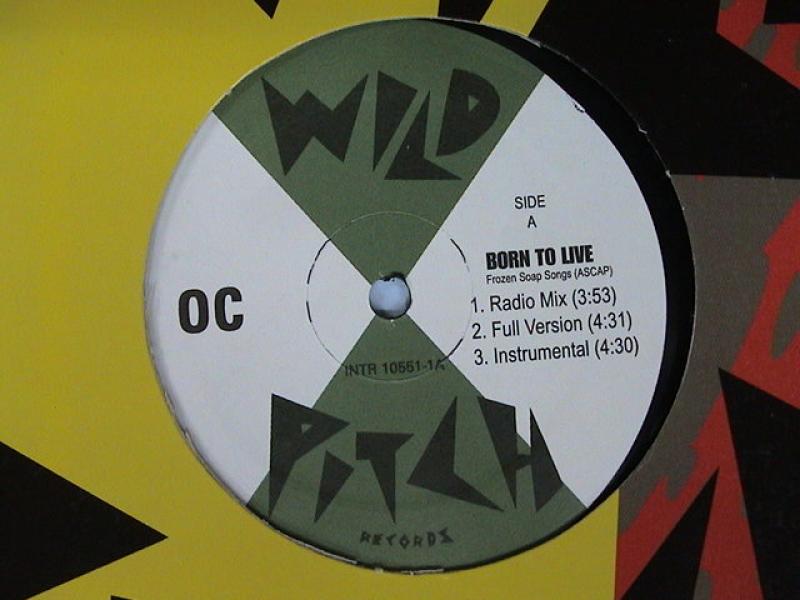 WILD
SIDE
A
BORN TO LIVE
Frozen Soap Songs (ASCAP)
1. Radio Mix (3:53)
2. Full Version (4:31)
3. Instrumental (4:30)
OC
INTR 10551-1A
PITCH
RECORDS